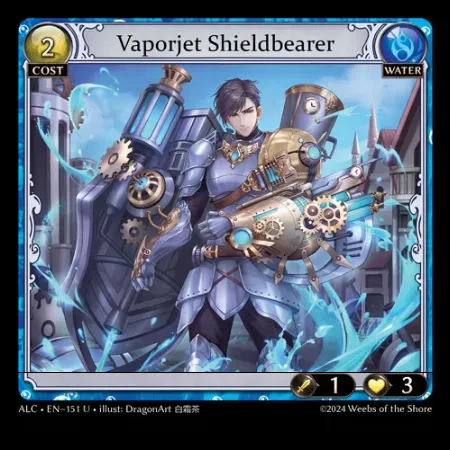 2 Vaporjet Shieldbearer
COST WATER
1 3
ALC • EN-151 U • illust: DragonArt 白霜茶 ©2024 Weebs of the Shore